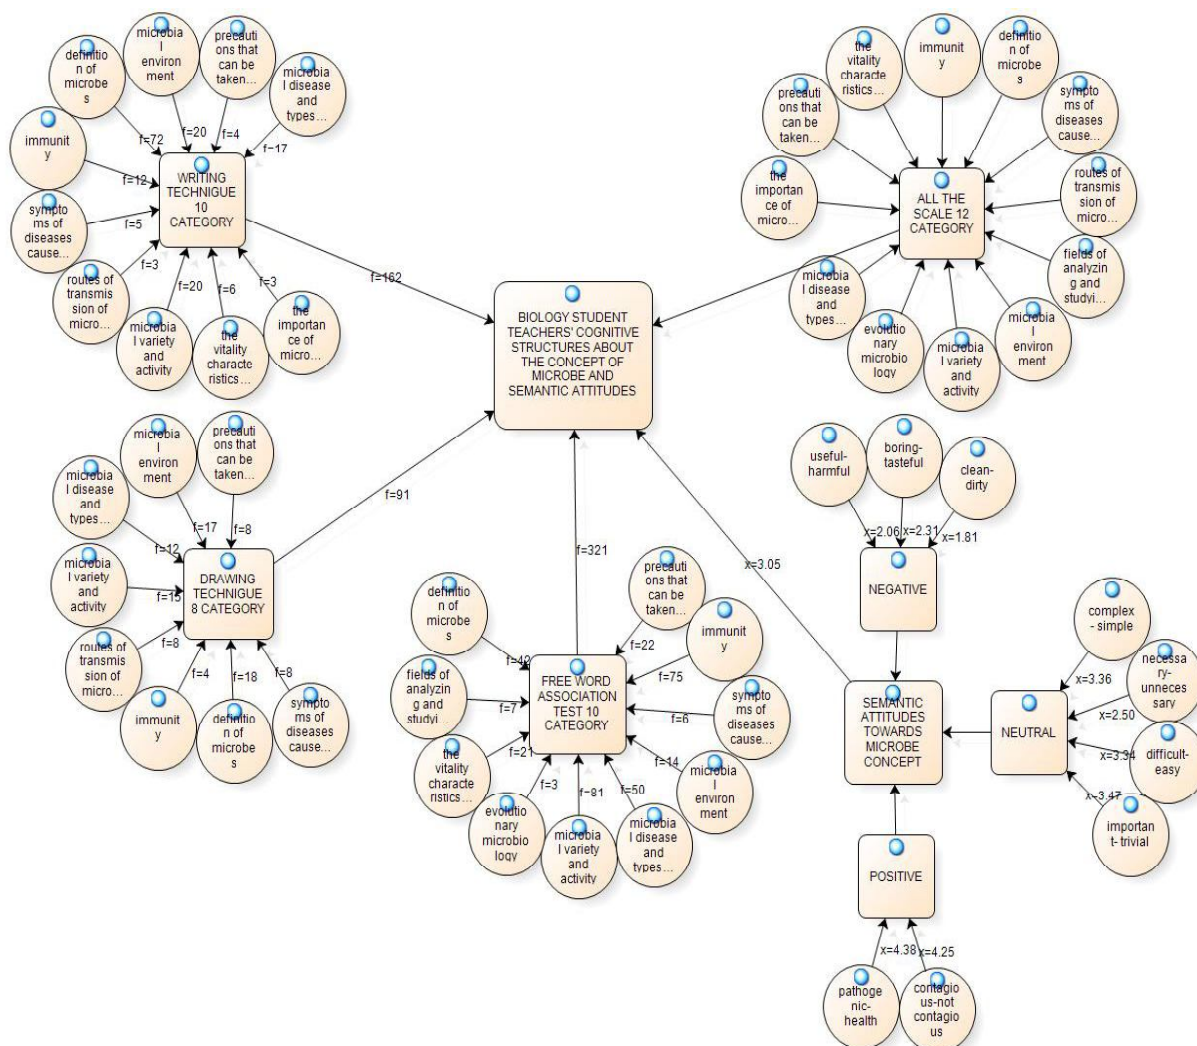 definitio
n of microbe
s
microbia
l environ
ment
precauti
ons that
can be
taken...
microbia
l disease
and
types...
immunit
y
sympto
ms of
diseases
cause...
routes of
transmis
sion of
micro...
microbia
l variety
and
activity
the
vitality
characte
ristics...
the
importan
ce of
micro...
f=72
f=20
f=4
f=17
f=12
f=5
f=3
f=20
f=6
f=3
WRITING
TECHNIGUE
10
CATEGORY
f=162
the
vitality
characte
ristics...
immunit
y
definitio
n of
microbe
s
precauti
ons that
can be
taken...
sympto
ms of
diseases
cause...
the
importan
ce of
micro...
routes of
transmis
sion of
micro...
microbia
l disease
and
types...
fields of
analyzin
g and
studyi...
evolutio
nary
microbio
logy
microbia
l variety
and
activity
microbia
l environ
ment
ALL THE
SCALE 12
CATEGORY
BIOLOGY STUDENT
TEACHERS' COGNITIVE
STRUCTURES ABOUT
THE CONCEPT OF
MICROBE AND
SEMANTIC ATTITUDES
microbia
l environ
ment
precauti
ons that
can be
taken...
microbia
l disease
and
types...
microbia
l variety
and
activity
routes of
transmis
sion of
micro...
immunit
y
definitio
n of
microbe
s
sympto
ms of
diseases
cause...
f=17
f=8
f=12
f=15
f=8
f=4
f=18
f=8
DRAWING
TECHNIGUE
8 CATEGORY
f=91
f=321
x=3.05
definitio
n of
microbe
s
precauti
ons that
can be
taken...
immunit
y
fields of
analyzin
g and
studyi...
sympto
ms of
diseases
cause...
the
vitality
characte
ristics...
microbia
l environ
ment
evolutio
nary
microbio
logy
microbia
l variety
and
activity
microbia
l disease
and
types...
f=42
f=22
f=75
f=7
f=6
f=21
f=14
f=3
f=81
f=50
FREE WORD
ASSOCIATION
TEST 10
CATEGORY
useful-
harmful
boring-
tasteful
clean-
dirty
x=2.06
x=2.31
x=1.81
NEGATIVE
SEMANTIC
ATTITUDES
TOWARDS
MICROBE
CONCEPT
NEUTRAL
complex
- simple
necessa
ry-
unneces
sary
difficult-
easy
importan
t- trivial
x=3.36
x=2.50
x=3.34
x=3.47
POSITIVE
x=4.38
x=4.25
pathoge
nic-
health
contagio
us-not
contagio
us